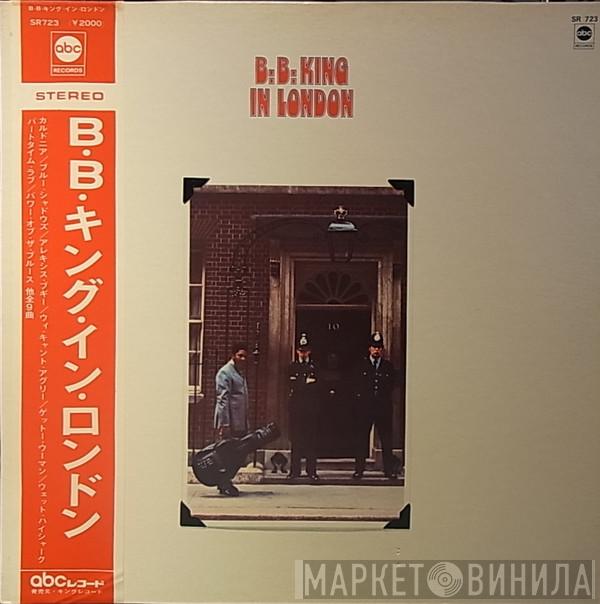 B·B·キング·イン·ロンドン
SR723 (¥2000)
abc
RECORDS
STEREO
B·B·キング·イン·ロンドン
カルドニア/ブルー・シャドウズ/アレキシス・ブギー/ウィ・キャント・アグリー/ゲットー・ウーマン/ウェット・ハイシャーク
パートタイム・ラブ/パワー・オブ・ザ・ブルース 他全9曲
abcレコード
発売元・キングレコード
SR 723
abc
RECORDS
B.B. KING
IN LONDON
10
МАРКЕТ ВИНИЛА